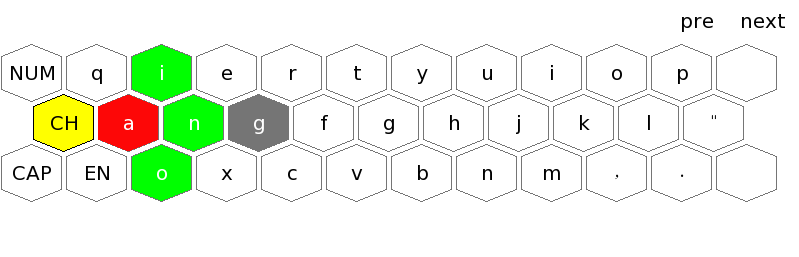 pre next
NUM q i e r t y u i o p
CH a n g f g h j k l "
CAP EN o x c v b n m , .